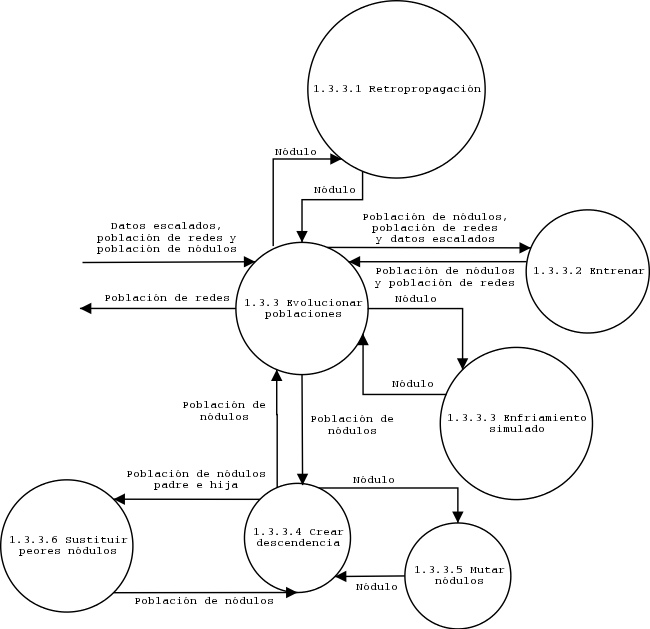 1.3.3.1 Retropropagación
Nódulo
Nódulo
Datos escalados,
población de redes y
población de nódulos
Población de nódulos,
población de redes
y datos escalados
Población de nódulos
y población de redes
1.3.3.2 Entrenar
Población de redes
1.3.3 Evolucionar
poblaciones
Nódulo
Nódulo
1.3.3.3 Enfriamiento
simulado
Población de
nódulos
Población de
nódulos
Población de nódulos
padre e hija
Nódulo
1.3.3.6 Sustituir
peores nódulos
1.3.3.4 Crear
descendencia
1.3.3.5 Mutar
nódulos
Nódulo
Población de nódulos